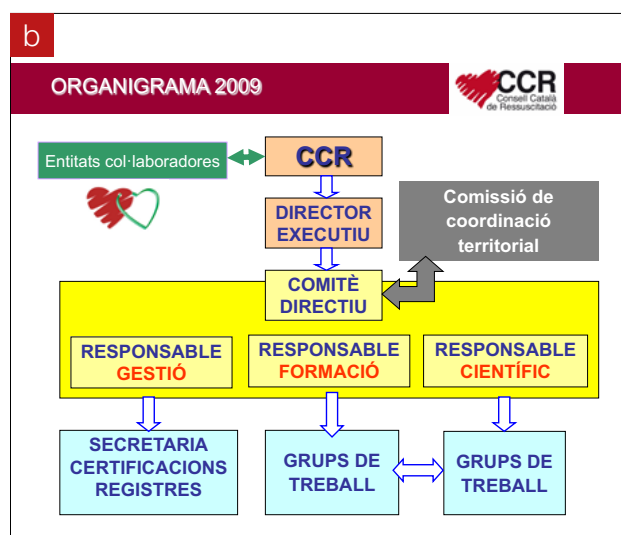 b
ORGANIGRAMA 2009
CCR
Consell Català
de Ressuscitació
Entitats col·laboradores
CCR
Comissió de
coordinació
territorial
DIRECTOR
EXECUTIU
COMITÈ
DIRECTIU
RESPONSABLE
GESTIÓ
RESPONSABLE
FORMACIÓ
RESPONSABLE
CIENTÍFIC
SECRETARIA
CERTIFICACIONS
REGISTRES
GRUPS DE
TREBALL
GRUPS DE
TREBALL